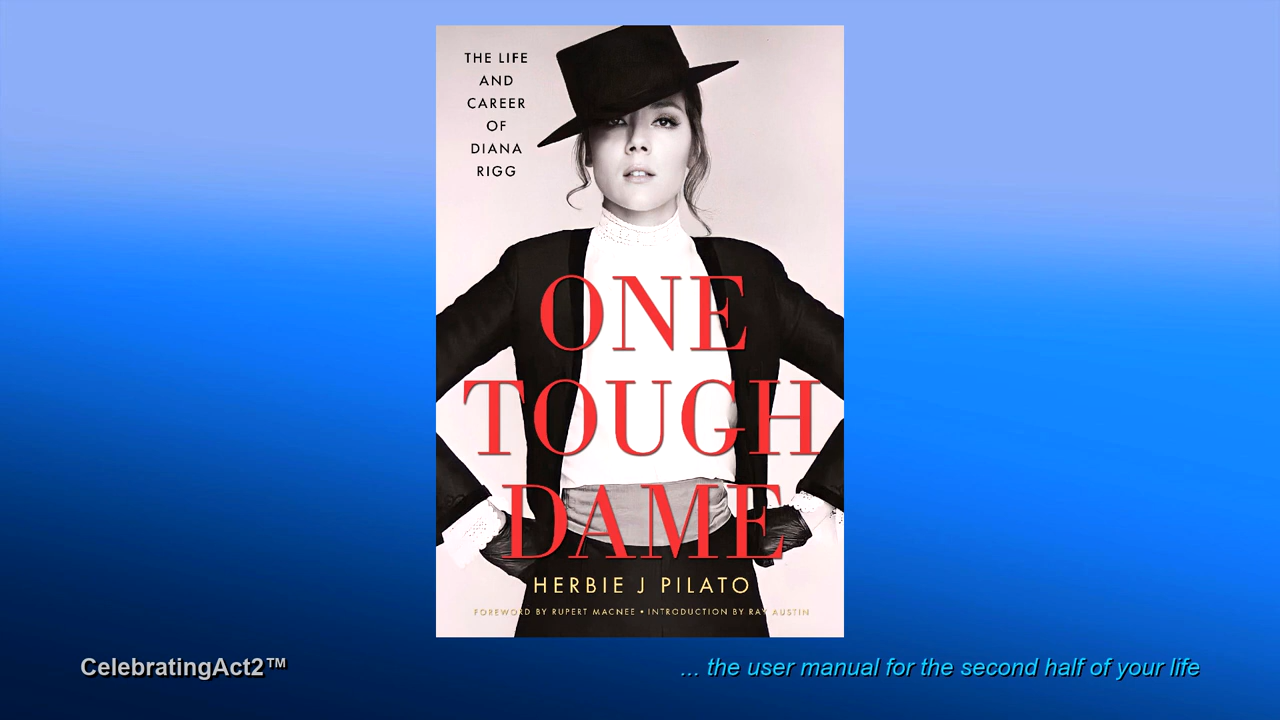 THE LIFE
AND
CAREER
OF
DIANA
RIGG
ONE
TOUGH
DAME
HERBIE J PILATO
FOREWORD BY RUPERT MACNEE • INTRODUCTION BY RAY AUSTIN
CelebratingAct2™
... the user manual for the second half of your life